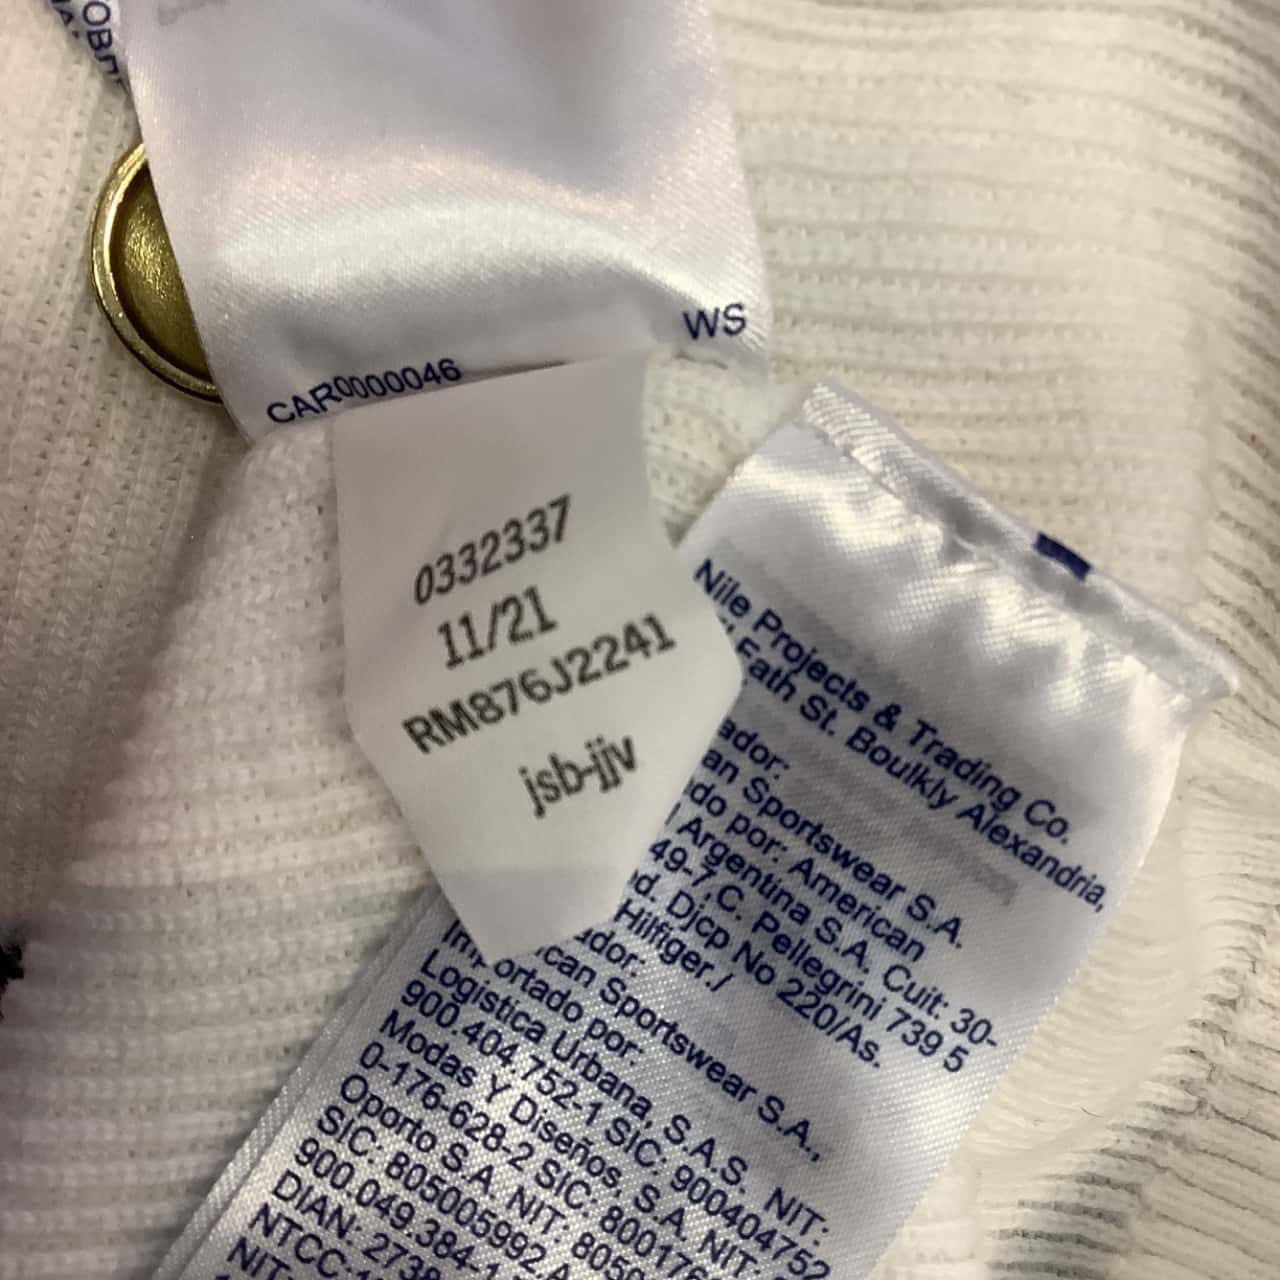 WS
CAR0000046
0332337
11/21
RM876J2241
jsb-jjv
Nile Projects & Trading Co.
Fath St. Boulkly Alexandria,
ador:
an Sportswear S.A.
do por: American
Argentina S.A. Cuit: 30-
49-7,C. Pellegrini 739 5
d. Djcp No 220/As.
Hilfiger./
ador:
ican Sportswear S.A.,
Importado por:
Logistica Urbana, S.A.S. NIT:
900.404.752-1 SIC: 900404752
Modas Y Diseños, S.A. NIT:
0-176-628-2 SIC: 800176
Oporto S.A. NIT: 8050
SIC: 805005992 A
900.049.384-1
DIAN: 2738
NTCC:
NIT: